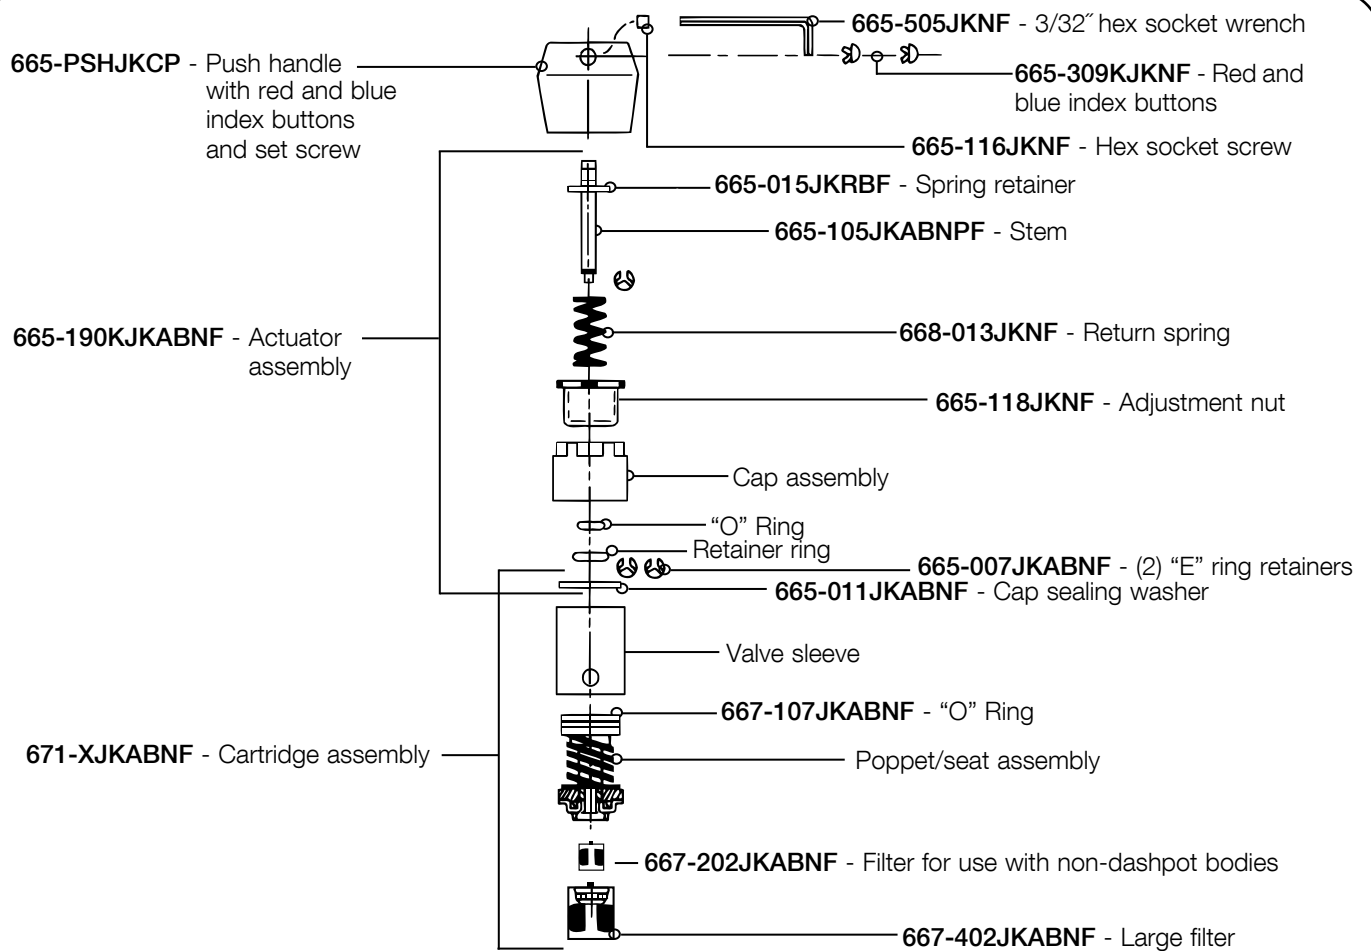 665-505JKNF - 3/32˝ hex socket wrench
665-PSHJKCP - Push handle
with red and blue
index buttons
and set screw
665-309KJKNF - Red and
blue index buttons
665-116JKNF - Hex socket screw
665-015JKRBF - Spring retainer
665-105JKABNPF - Stem
665-190KJKABNF - Actuator
assembly
668-013JKNF - Return spring
665-118JKNF - Adjustment nut
Cap assembly
“O” Ring
Retainer ring
665-007JKABNF - (2) “E” ring retainers
665-011JKABNF - Cap sealing washer
Valve sleeve
667-107JKABNF - “O” Ring
671-XJKABNF - Cartridge assembly
Poppet/seat assembly
667-202JKABNF - Filter for use with non-dashpot bodies
667-402JKABNF - Large filter